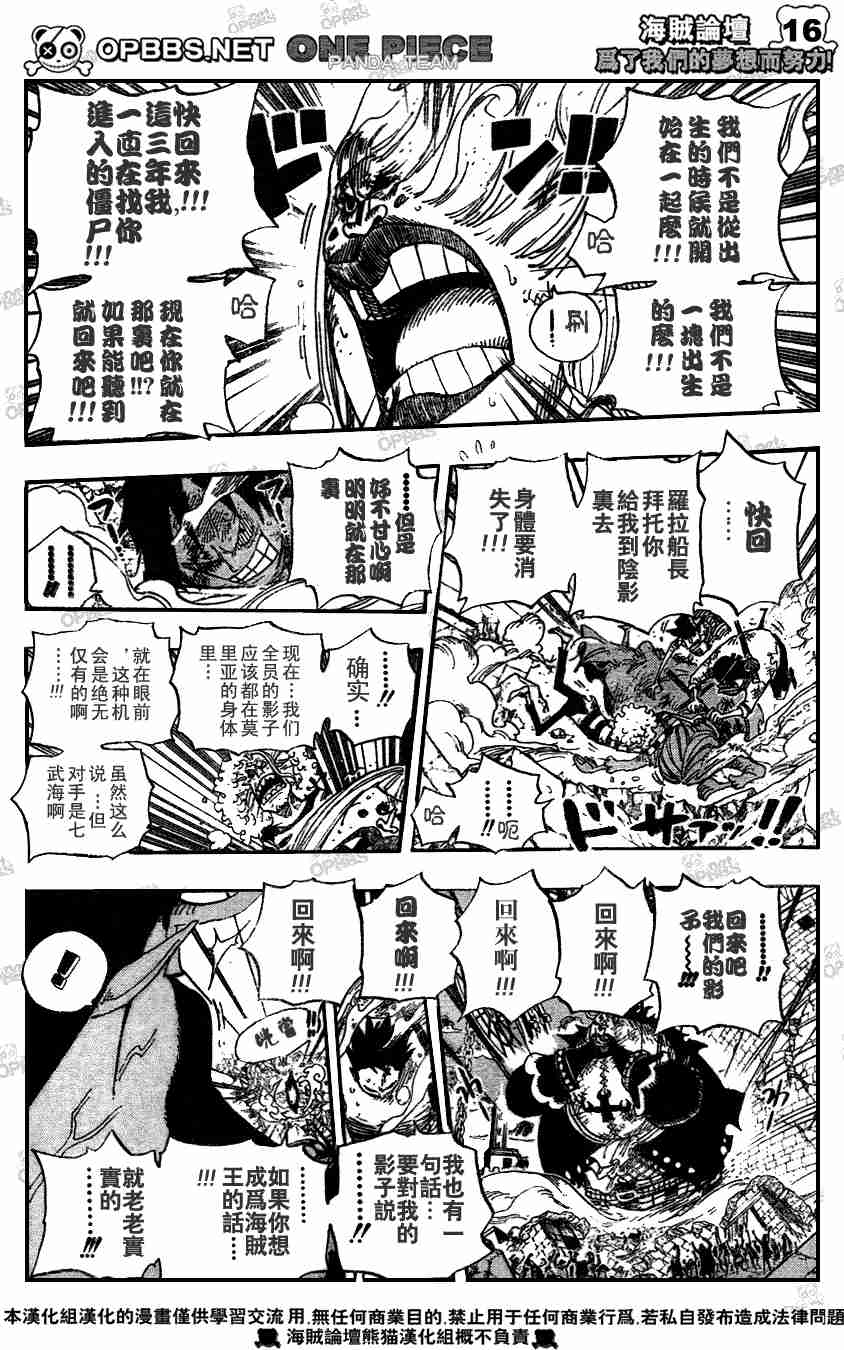 OPBBS.NET
ONE PIECE
PANDA TEAM
海賊論壇
爲了我們的夢想而努力!
16
我們不是從出
生的時侯就開
始在一起麽!!!
我們不是
一塊出生
的麽!!!
快回來,!!!
這三年我
一直在找你
進入的僵尸
!!!
現在你就在
那裏吧!!?
如果能聽到
就回來吧!!!
哈
哈
快回
……
羅拉船長
拜托你
給我到陰影
裏去
身體要消
失了!!!
……但是
好不甘心啊
明明就在那
裏
………!!
……
!!呃
哈
哈
ドサアッ!!
确实…
…!!
现在…我们
全员的影子
应该都在莫
里亚的身体
里…
就在眼前
,这种机
会是绝无
仅有的啊
…!!!
虽然这么
说…但
对手是七
武海啊
……!!
回來吧
我們的影
子~~!!!
回來啊!!!
回來啊!!!
回來啊!!!
回來啊!!!
!
我也有一
句話…
要對我的
影子説
……
如果你想
成爲海賊
王的話…
!!!
就老老實
實的
……!!!
本漢化組漢化的漫畫僅供學習交流用,無任何商業目的,禁止用于任何商業行爲,若私自發布造成法律問題
海賊論壇熊猫漢化組概不負責